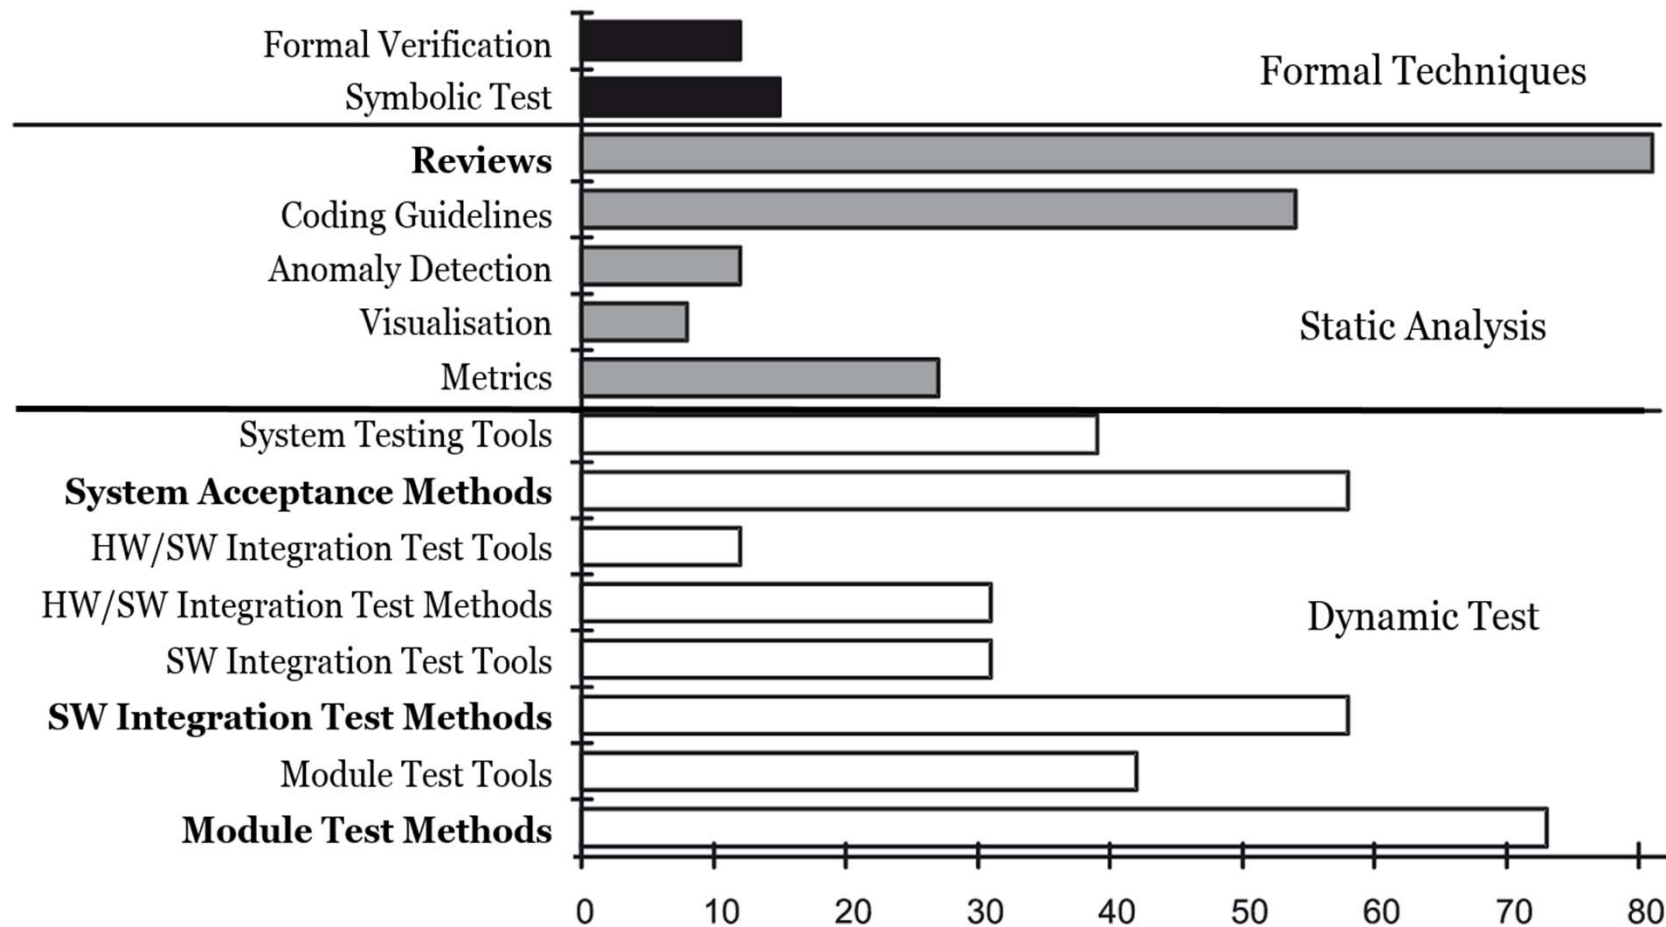 Formal Verification
Symbolic Test
Formal Techniques
Reviews
Coding Guidelines
Anomaly Detection
Visualisation
Metrics
Static Analysis
System Testing Tools
System Acceptance Methods
HW/SW Integration Test Tools
HW/SW Integration Test Methods
SW Integration Test Tools
SW Integration Test Methods
Module Test Tools
Module Test Methods
Dynamic Test
0 10 20 30 40 50 60 70 80